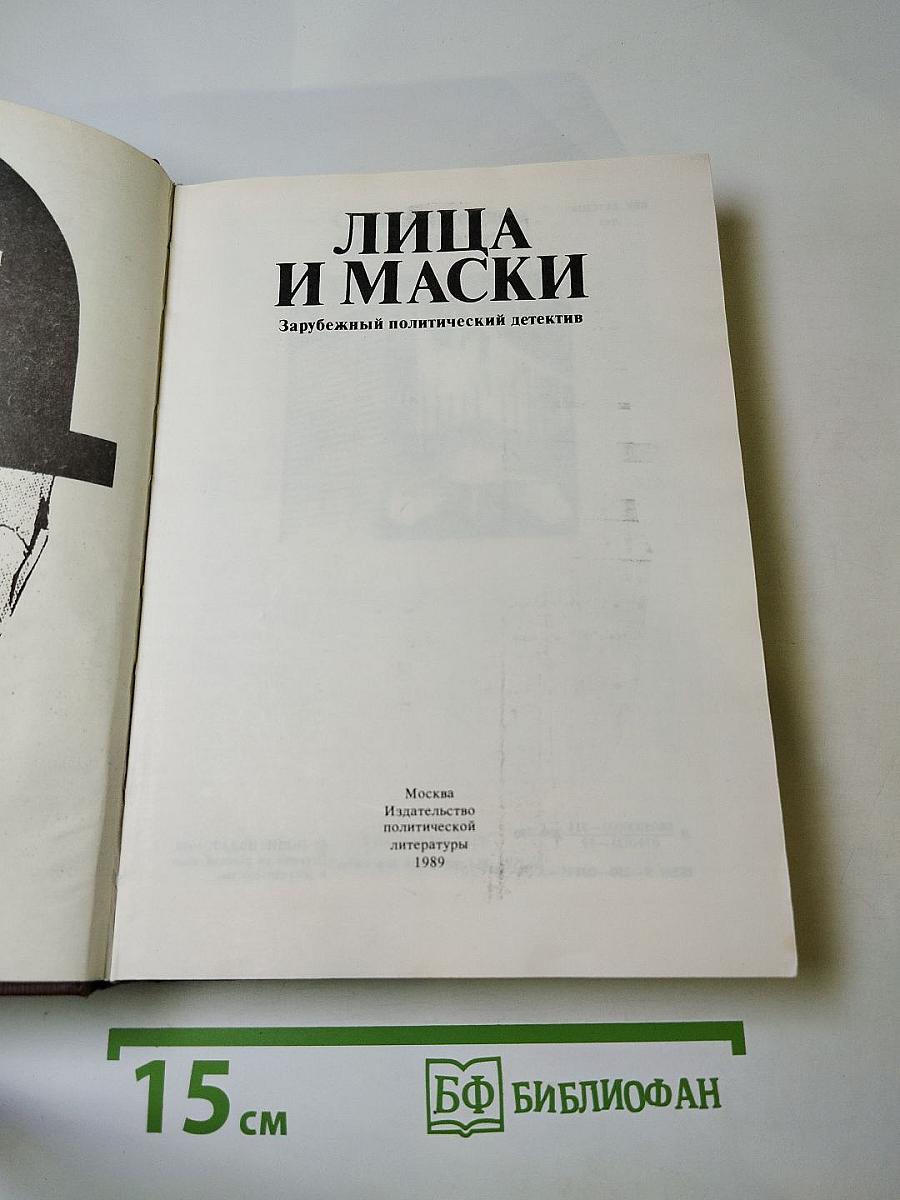 ЛИЦА
И МАСКИ
Зарубежный политический детектив
Москва
Издательство
политической
литературы
1989
15 см
БФ БИБЛИОФАН